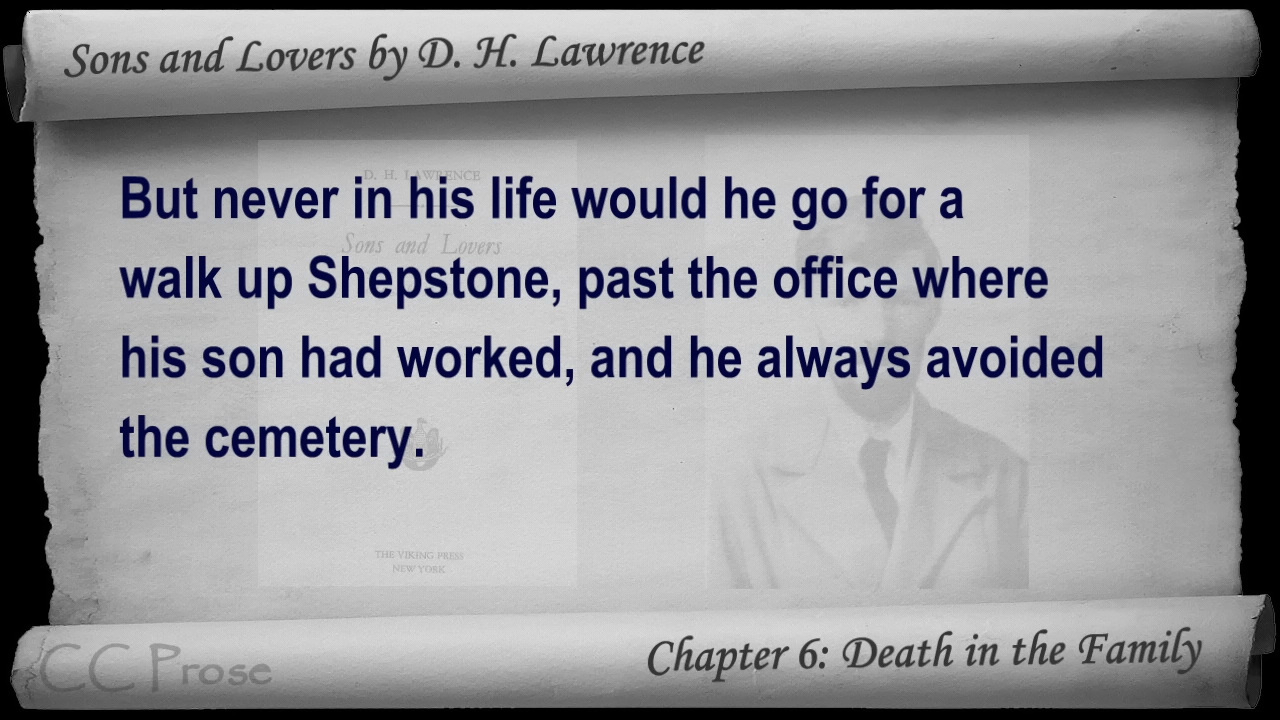 Sons and Lovers by D. H. Lawrence
D. H. LAWRENCE
Sons and Lovers
But never in his life would he go for a
walk up Shepstone, past the office where
his son had worked, and he always avoided
the cemetery.
THE VIKING PRESS
NEW YORK
CC Prose
Chapter 6: Death in the Family